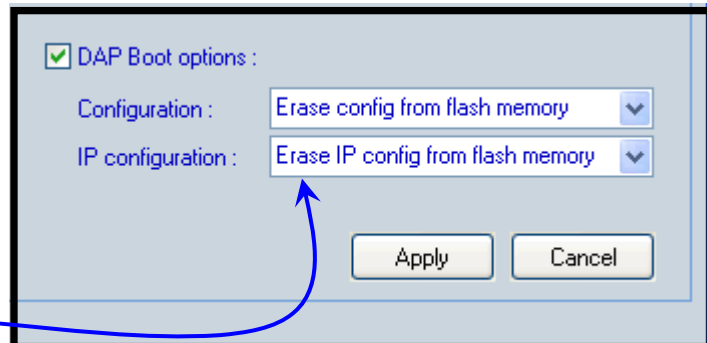 DAP Boot options :
Configuration : Erase config from flash memory
IP configuration : Erase IP config from flash memory
Apply Cancel